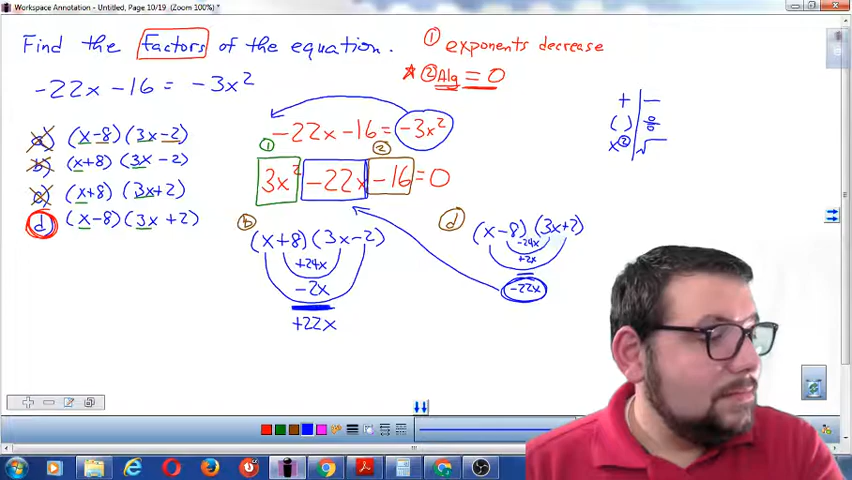 Workspace Annotation - Untitled, Page 10/19 (Zoom 100%) *
Find the factors of the equation.
① exponents decrease
* ② Alg = 0
-22x -16 = -3x²
+ | −
( ) | %
x² | √
a) (x-8)(3x-2)
b) (x+8)(3x-2)
c) (x+8)(3x+2)
d) (x-8)(3x+2)
-22x-16=-3x²
① ②
3x² -22x -16 = 0
b
(x+8)(3x-2)
+24x
-2x
+22x
d
(x-8)(3x+2)
-24x
+2x
-22x